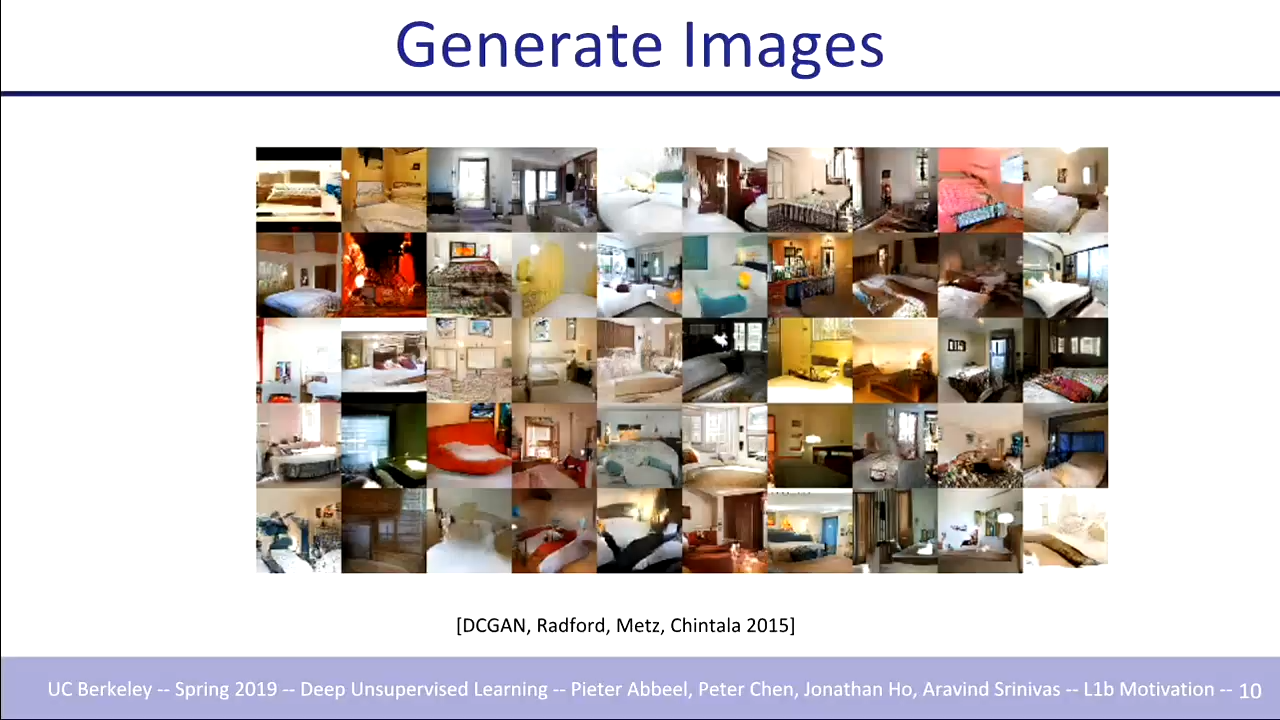 Generate Images
[DCGAN, Radford, Metz, Chintala 2015]
UC Berkeley -- Spring 2019 -- Deep Unsupervised Learning -- Pieter Abbeel, Peter Chen, Jonathan Ho, Aravind Srinivas -- L1b Motivation -- 10